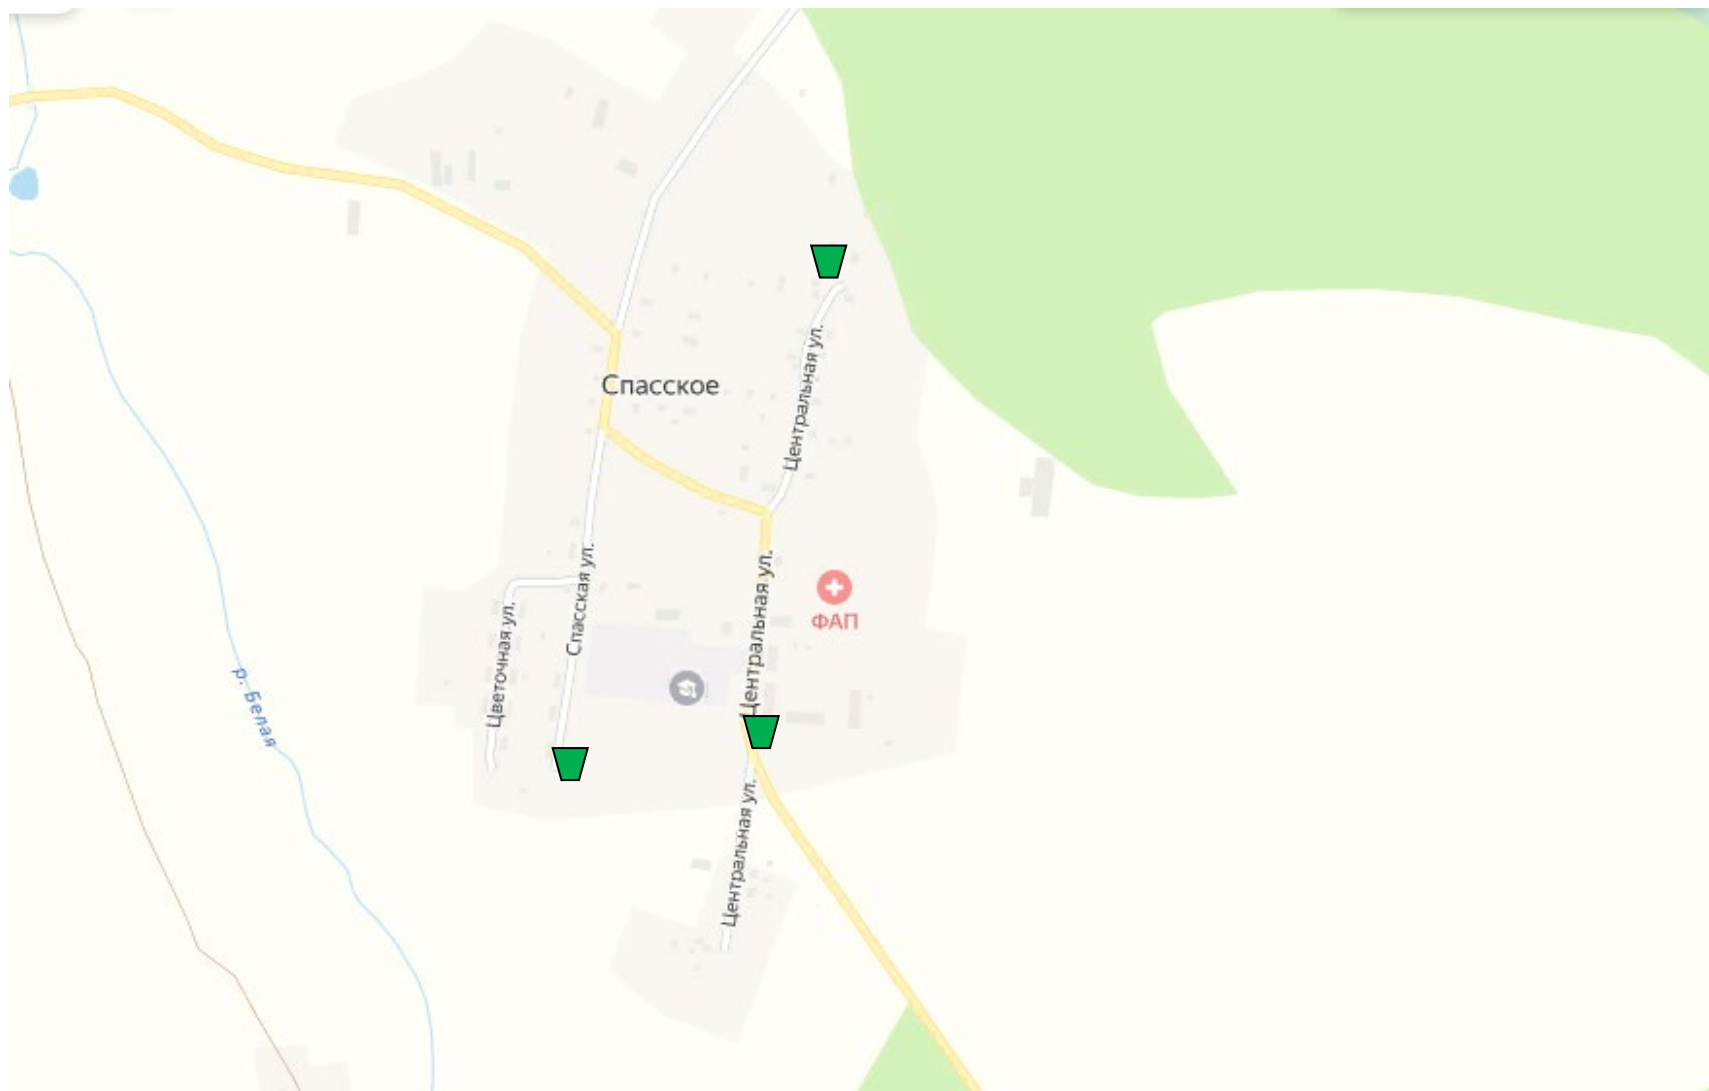 Спасское
Центральная ул.
Центральная ул.
Спасская ул.
ФАП
Цветочная ул.
р. Белая
Центральная ул.